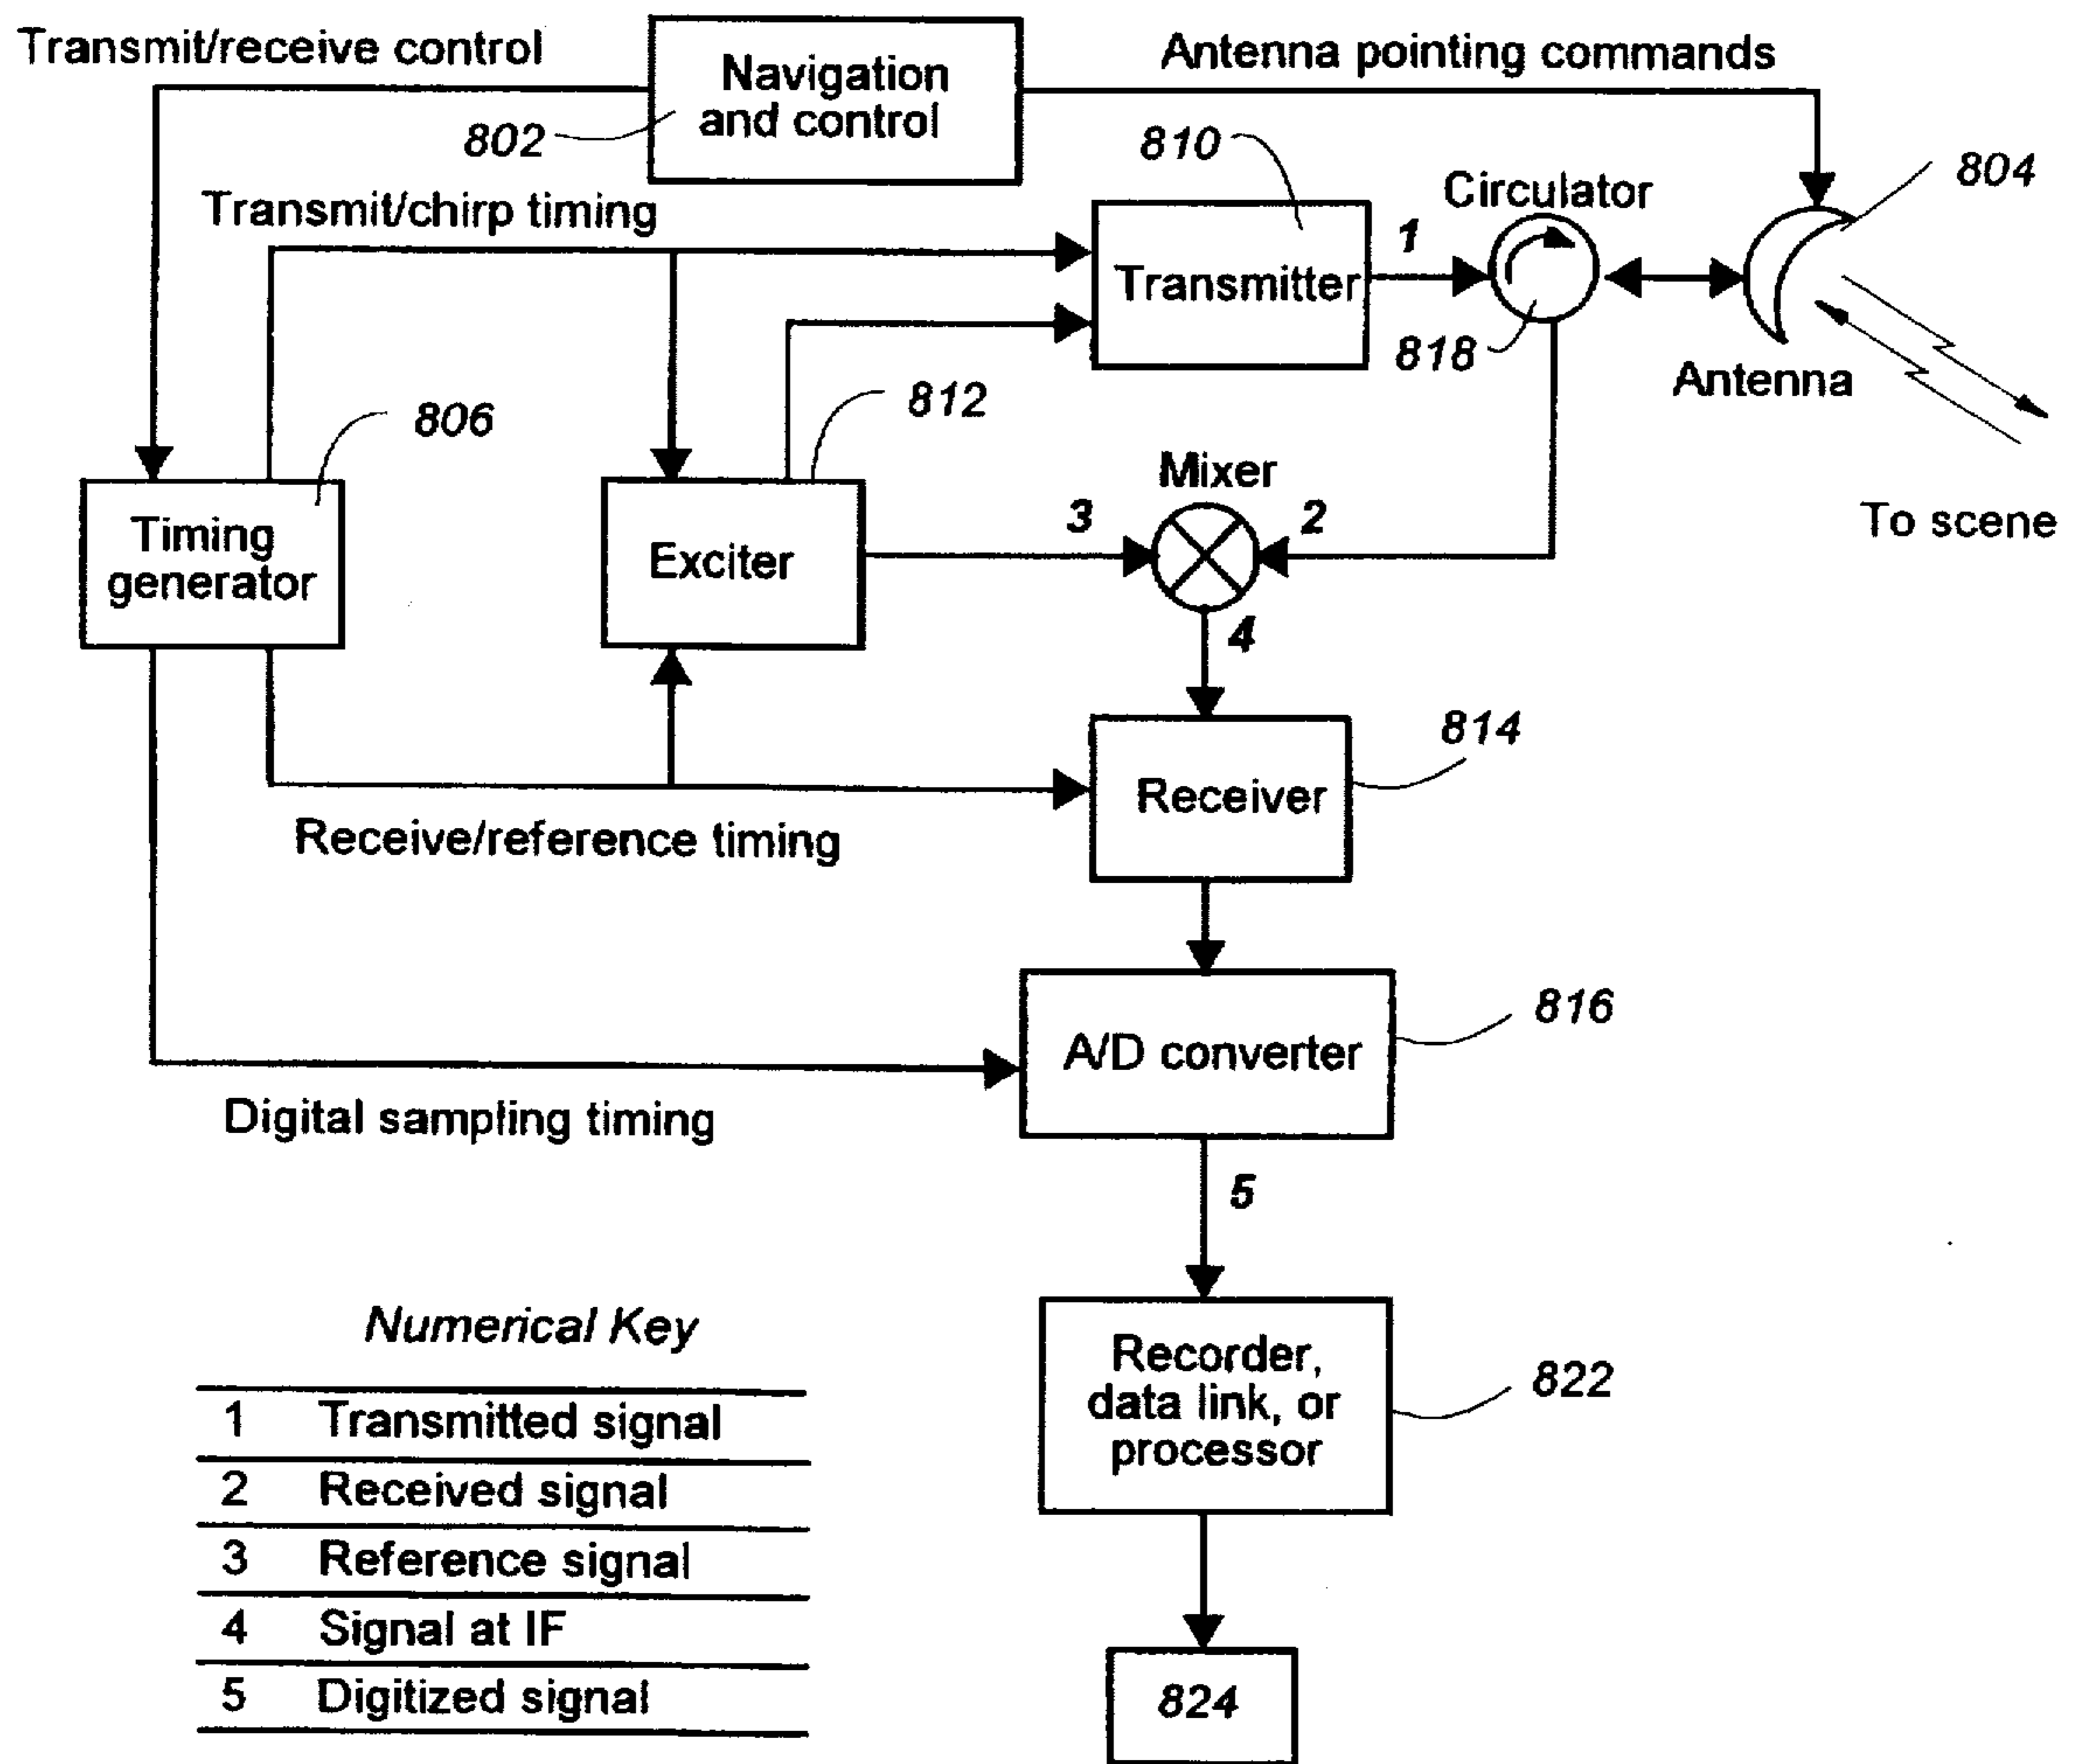 Transmit/receive control
Navigation
and control
802
Antenna pointing commands
810
Circulator
804
Transmit/chirp timing
1
Transmitter
818
Antenna
812
806
Mixer
To scene
3
2
Timing
generator
Exciter
4
814
Receiver
Receive/reference timing
816
A/D converter
Digital sampling timing
5
Recorder,
data link, or
processor
822
824
Numerical Key
1 Transmitted signal
2 Received signal
3 Reference signal
4 Signal at IF
5 Digitized signal